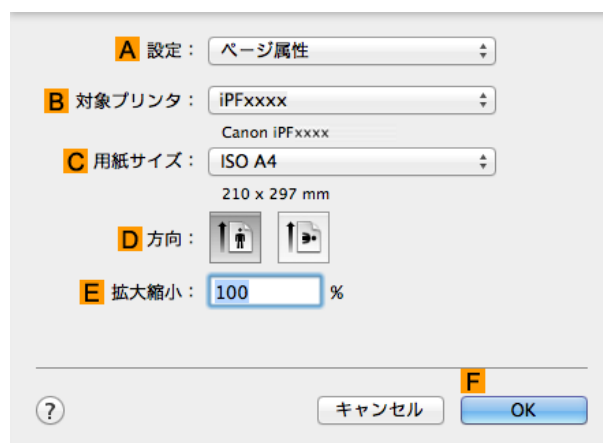 A 設定： ページ属性
B 対象プリンタ： iPFxxxx
Canon iPFxxxx
C 用紙サイズ： ISO A4
210 x 297 mm
D 方向：
E 拡大縮小： 100 %
F
? キャンセル OK